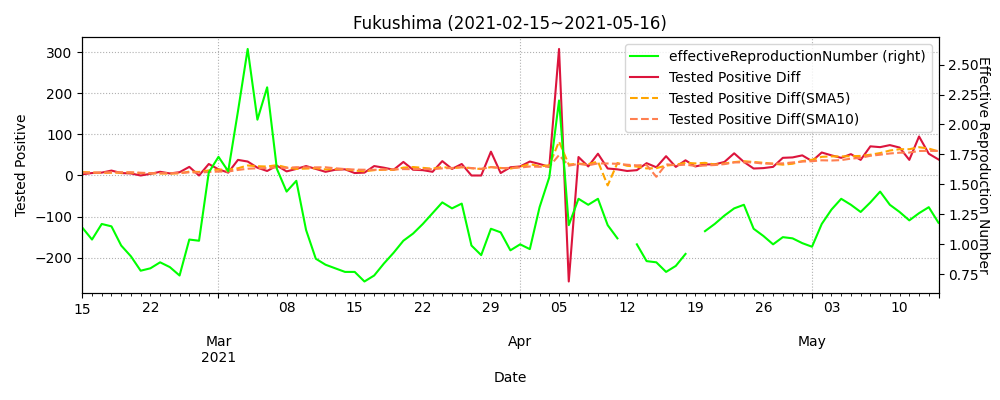 Fukushima (2021-02-15~2021-05-16)
effectiveReproductionNumber (right)
Tested Positive Diff
Tested Positive Diff(SMA5)
Tested Positive Diff(SMA10)
Tested Positive
300
200
100
0
−100
−200
2.50
2.25
2.00
1.75
1.50
1.25
1.00
0.75
Effective Reproduction Number
15 22 08 15 22 29 05 12 19 26 03 10
Mar Apr May
2021
Date